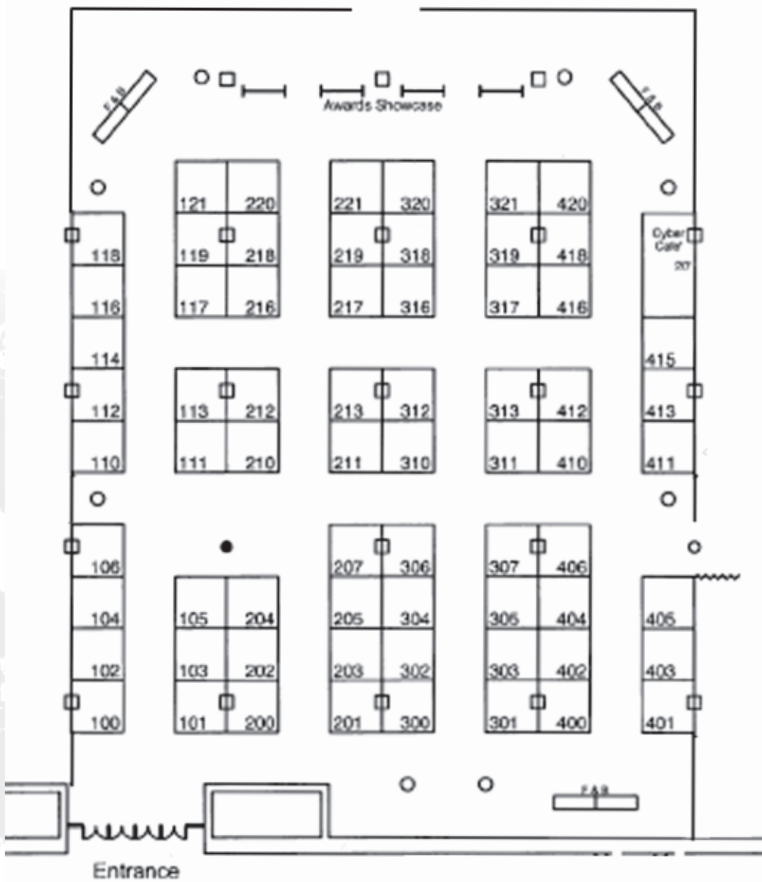 F & B
F & B
Awards Showcase
121 220 221 320 321 420
118 119 218 219 318 319 418 Cyber
Cafe'
116 117 216 217 316 317 416
114 415
112 113 212 213 312 313 412 413
110 111 210 211 310 311 410 411
106 207 306 307 406
104 105 204 205 304 305 404 405
102 103 202 203 302 303 402 403
100 101 200 201 300 301 400 401
F & B
Entrance